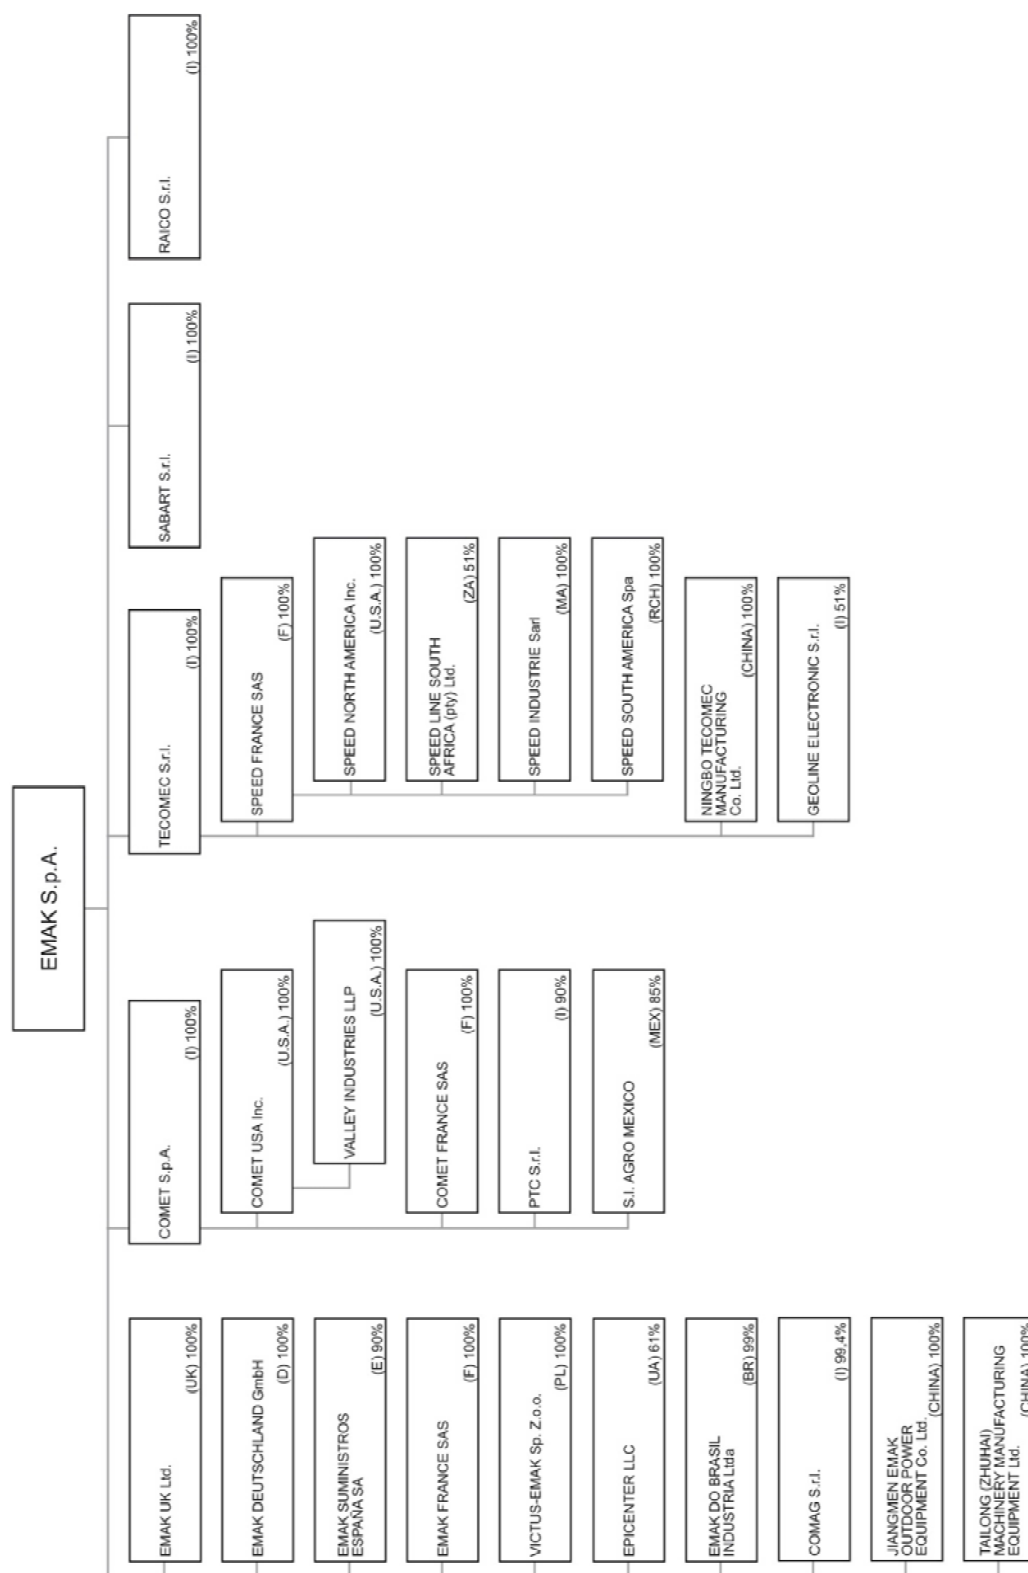 EMAK S.p.A.
EMAK UK Ltd.
(UK) 100%
EMAK DEUTSCHLAND GmbH
(D) 100%
EMAK SUMINISTROS
ESPAÑA SA
(E) 90%
EMAK FRANCE SAS
(F) 100%
VICTUS-EMAK Sp. Z.o.o.
(PL) 100%
EPICENTER LLC
(UA) 61%
EMAK DO BRASIL
INDUSTRIA Ltda
(BR) 99%
COMAG S.r.l.
(I) 99,4%
JIANGMEN EMAK
OUTDOOR POWER
EQUIPMENT Co. Ltd.
(CHINA) 100%
TAILONG (ZHUHAI)
MACHINERY MANUFACTURING
EQUIPMENT Ltd.
(CHINA) 100%
COMET S.p.A.
(I) 100%
COMET USA Inc.
(U.S.A.) 100%
VALLEY INDUSTRIES LLP
(U.S.A.) 100%
COMET FRANCE SAS
(F) 100%
PTC S.r.l.
(I) 90%
S.I. AGRO MEXICO
(MEX) 85%
TECOMEC S.r.l.
(I) 100%
SPEED FRANCE SAS
(F) 100%
SPEED NORTH AMERICA Inc.
(U.S.A.) 100%
SPEED LINE SOUTH
AFRICA (pty) Ltd.
(ZA) 51%
SPEED INDUSTRIE Sarl
(MA) 100%
SPEED SOUTH AMERICA Spa
(RCH) 100%
NINGBO TECOMEC
MANUFACTURING
Co. Ltd.
(CHINA) 100%
GEOLINE ELECTRONIC S.r.l.
(I) 51%
SABART S.r.l.
(I) 100%
RAICO S.r.l.
(I) 100%